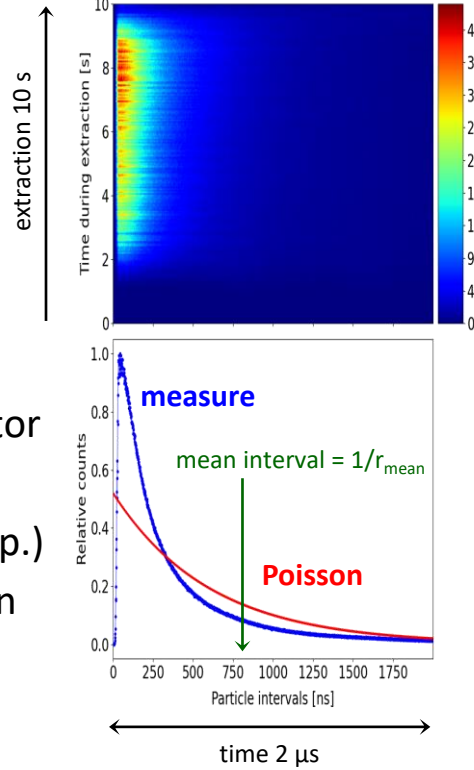 extraction 10 s
Time during extraction [s]
10
8
6
4
2
0
4
4
3
2
2
1
1
9
4
0
Relative counts
1.0
0.8
0.6
0.4
0.2
0.0
measure
mean interval = 1/rmean
Poisson
0
250
500
750
1000
1250
1500
1750
Particle intervals [ns]
time 2 µs
tor
p.)
n